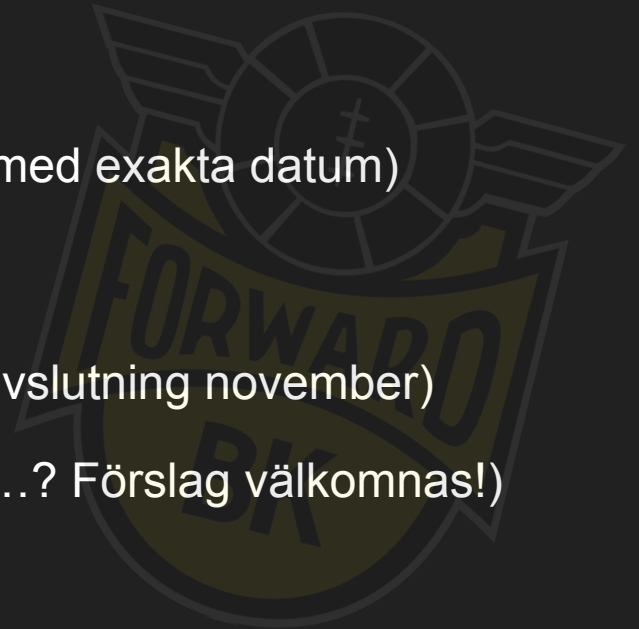 med exakta datum)
FORWARD
vslutning november)
BK
…? Förslag välkomnas!)